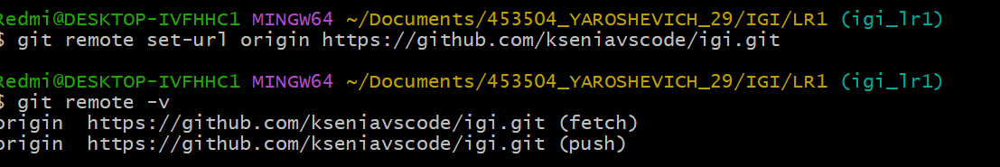 Redmi@DESKTOP-IVFHHC1 MINGW64 ~/Documents/453504_YAROSHEVICH_29/IGI/LR1 (igi_lr1)
$ git remote set-url origin https://github.com/kseniavscode/igi.git
Redmi@DESKTOP-IVFHHC1 MINGW64 ~/Documents/453504_YAROSHEVICH_29/IGI/LR1 (igi_lr1)
$ git remote -v
origin  https://github.com/kseniavscode/igi.git (fetch)
origin  https://github.com/kseniavscode/igi.git (push)